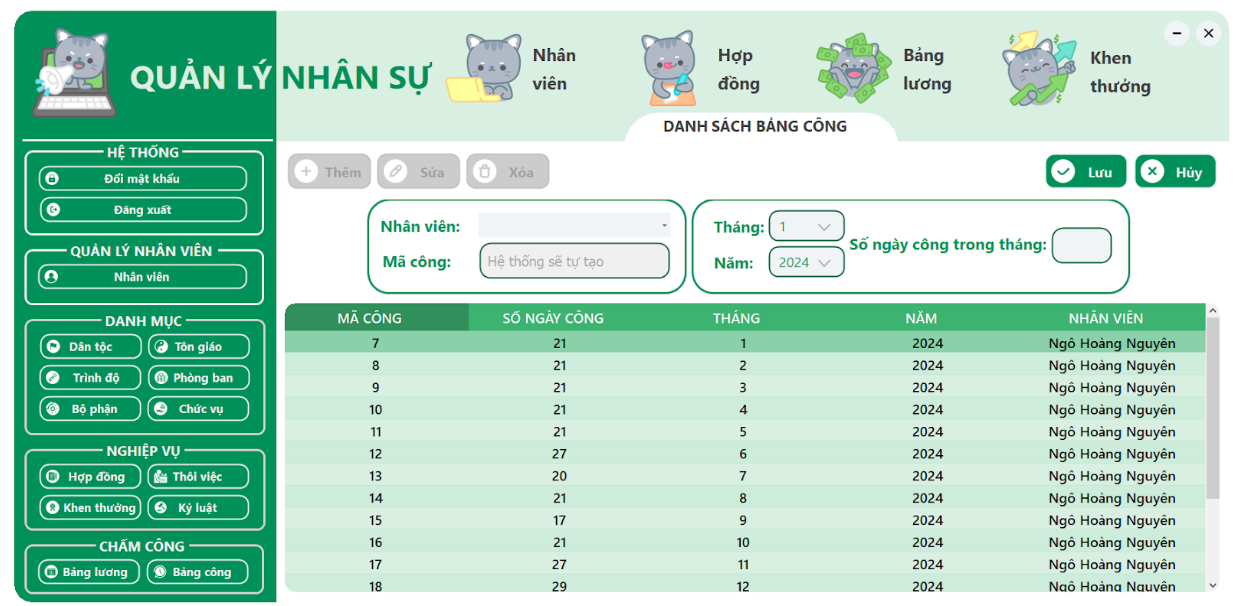 QUẢN LÝ NHÂN SỰ
Nhân
viên
Hợp
đồng
Bảng
lương
Khen
thưởng
DANH SÁCH BẢNG CÔNG
HỆ THỐNG
Đổi mật khẩu
Đăng xuất
QUẢN LÝ NHÂN VIÊN
Nhân viên
DANH MỤC
Dân tộc
Tôn giáo
Trình độ
Phòng ban
Bộ phận
Chức vụ
NGHIỆP VỤ
Hợp đồng
Thôi việc
Khen thưởng
Kỷ luật
CHẤM CÔNG
Bảng lương
Bảng công
Thêm
Sửa
Xóa
Lưu
Hủy
Nhân viên:
Mã công:
Hệ thống sẽ tự tạo
Tháng:
1
Năm:
2024
Số ngày công trong tháng:
MÃ CÔNG SỐ NGÀY CÔNG THÁNG NĂM NHÂN VIÊN
7 21 1 2024 Ngô Hoàng Nguyên
8 21 2 2024 Ngô Hoàng Nguyên
9 21 3 2024 Ngô Hoàng Nguyên
10 21 4 2024 Ngô Hoàng Nguyên
11 21 5 2024 Ngô Hoàng Nguyên
12 27 6 2024 Ngô Hoàng Nguyên
13 20 7 2024 Ngô Hoàng Nguyên
14 21 8 2024 Ngô Hoàng Nguyên
15 17 9 2024 Ngô Hoàng Nguyên
16 21 10 2024 Ngô Hoàng Nguyên
17 27 11 2024 Ngô Hoàng Nguyên
18 29 12 2024 Ngô Hoàng Nguyên